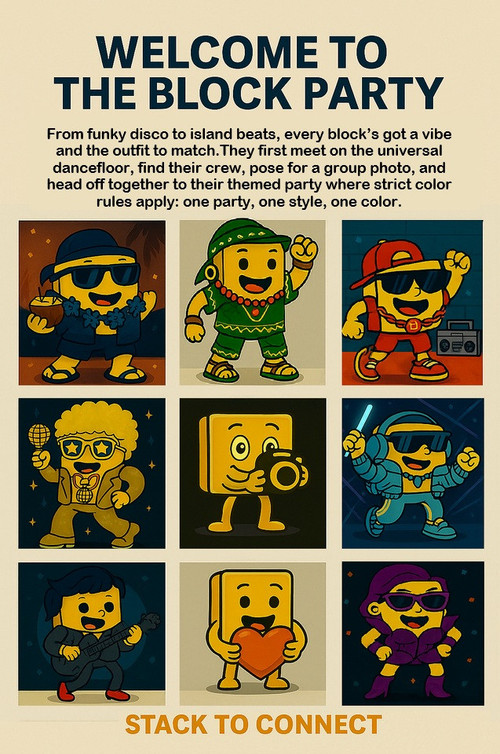 WELCOME TO
THE BLOCK PARTY
From funky disco to island beats, every block's got a vibe
and the outfit to match.They first meet on the universal
dancefloor, find their crew, pose for a group photo, and
head off together to their themed party where strict color
rules apply: one party, one style, one color.
STACK TO CONNECT